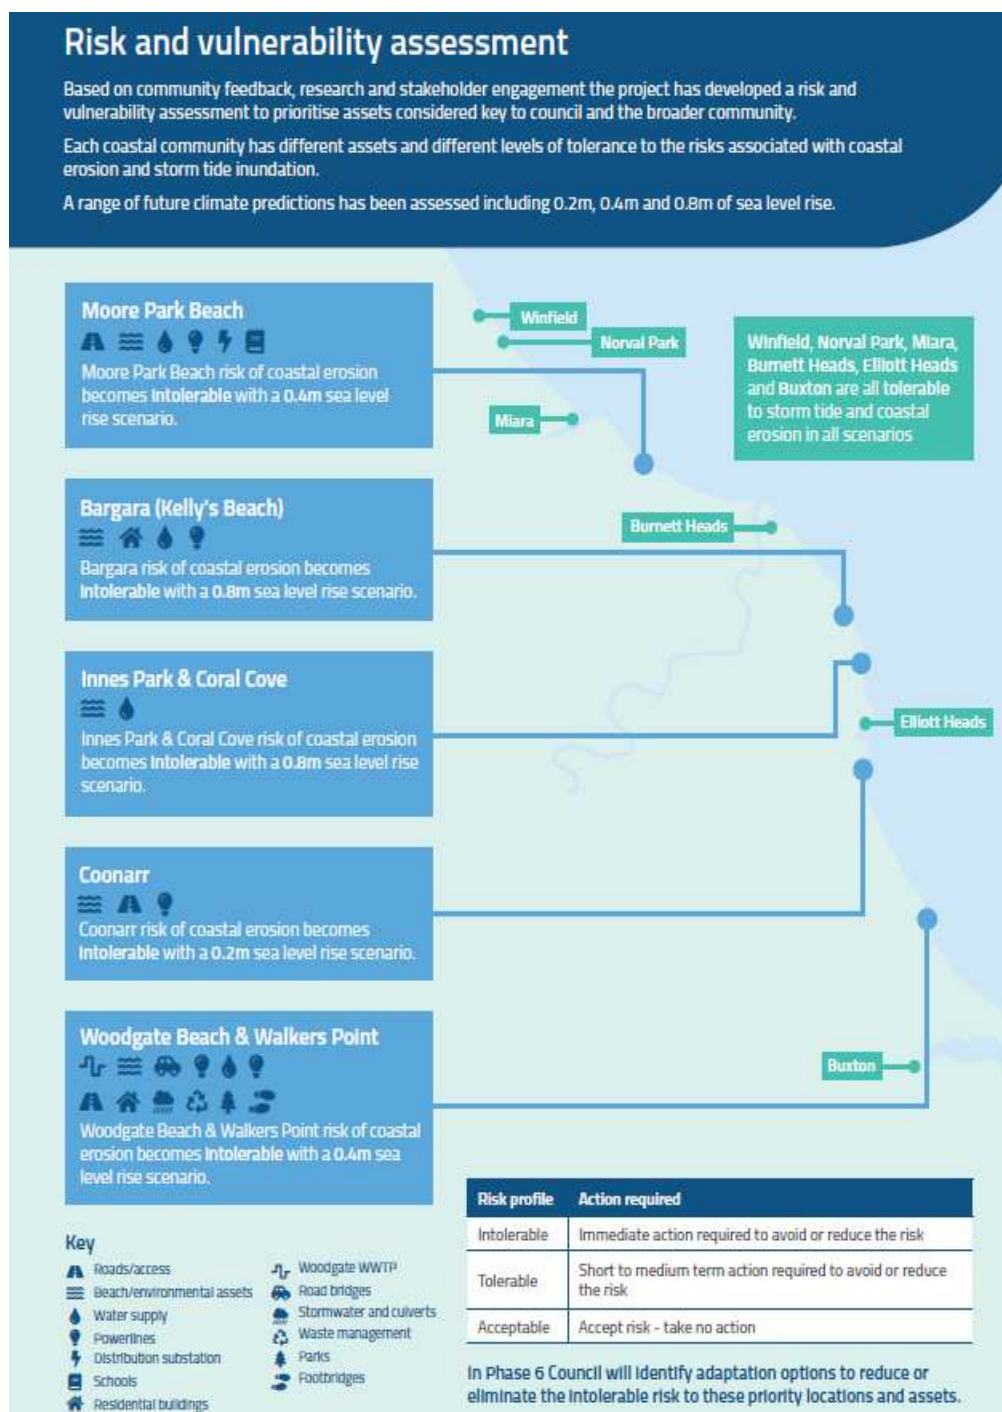 Risk and vulnerability assessment
Based on community feedback, research and stakeholder engagement the project has developed a risk and
vulnerability assessment to prioritise assets considered key to council and the broader community.
Each coastal community has different assets and different levels of tolerance to the risks associated with coastal
erosion and storm tide inundation.
A range of future climate predictions has been assessed including 0.2m, 0.4m and 0.8m of sea level rise.
Moore Park Beach
Moore Park Beach risk of coastal erosion
becomes Intolerable with a 0.4m sea level
rise scenario.
Winfield
Norval Park
Miara
Winfield, Norval Park, Miara,
Burnett Heads, Elliott Heads
and Buxton are all tolerable
to storm tide and coastal
erosion in all scenarios
Bargara (Kelly's Beach)
Bargara risk of coastal erosion becomes
Intolerable with a 0.8m sea level rise scenario.
Burnett Heads
Innes Park & Coral Cove
Innes Park & Coral Cove risk of coastal erosion
becomes Intolerable with a 0.8m sea level rise
scenario.
Elliott Heads
Coonarr
Coonarr risk of coastal erosion becomes
Intolerable with a 0.2m sea level rise scenario.
Woodgate Beach & Walkers Point
Woodgate Beach & Walkers Point risk of coastal
erosion becomes Intolerable with a 0.4m sea
level rise scenario.
Buxton
Key
Roads/access
Beach/environmental assets
Water supply
Powerlines
Distribution substation
Schools
Residential buildings
Woodgate WWTP
Road bridges
Stormwater and culverts
Waste management
Parks
Footbridges
Risk profile Action required
Intolerable Immediate action required to avoid or reduce the risk
Tolerable Short to medium term action required to avoid or reduce
the risk
Acceptable Accept risk - take no action
In Phase 6 Council will identify adaptation options to reduce or
eliminate the intolerable risk to these priority locations and assets.